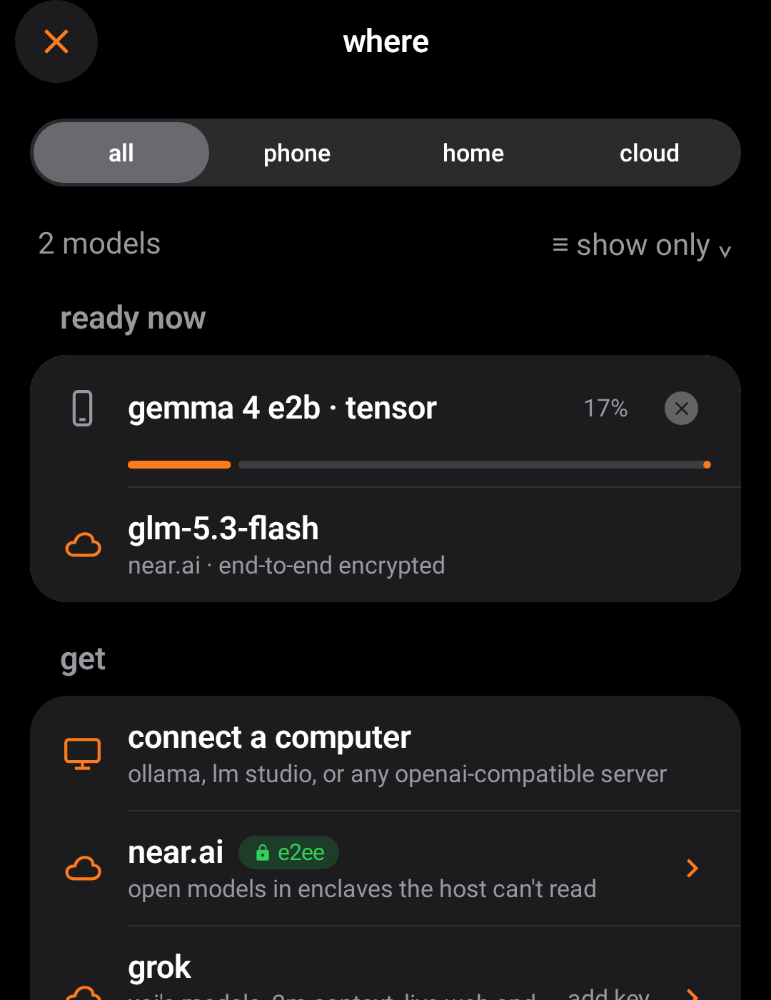 where
all phone home cloud
2 models ≡ show only
ready now
gemma 4 e2b · tensor 17%
glm-5.3-flash
near.ai · end-to-end encrypted
get
connect a computer
ollama, lm studio, or any openai-compatible server
near.ai e2ee
open models in enclaves the host can't read
grok
add key